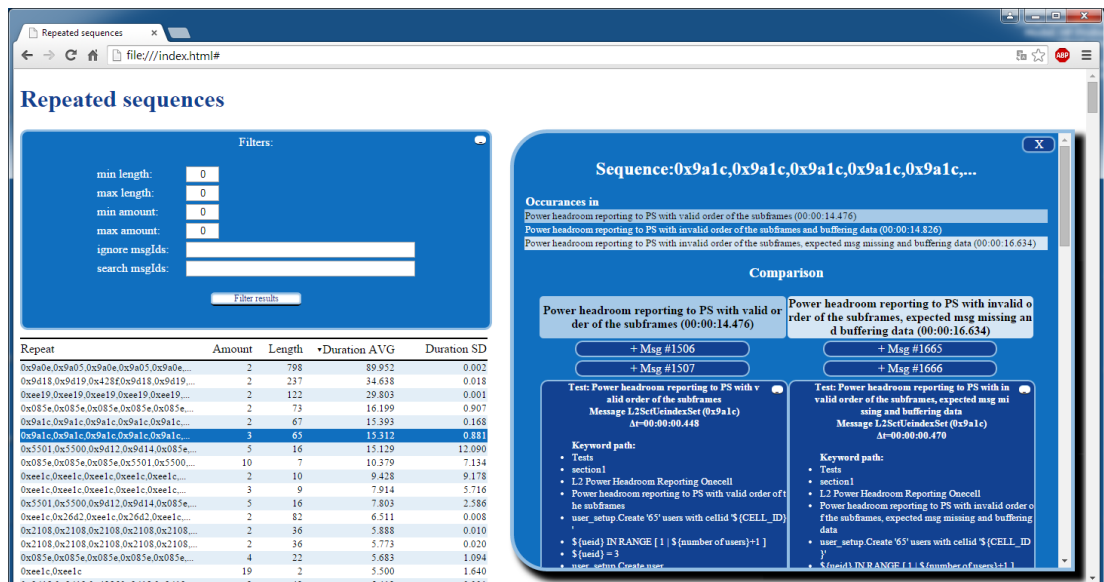 Repeated sequences
file:///index.html#
ABP
Repeated sequences
Filters:
min length: 0
max length: 0
min amount: 0
max amount: 0
ignore msgIds:
search msgIds:
Filter results
Repeat Amount Length ▾Duration AVG Duration SD
0x9a0e,0x9a05,0x9a0e,0x9a05,0x9a0e,... 2 798 89.952 0.002
0x9d18,0x9d19,0x428f,0x9d18,0x9d19,... 2 237 34.638 0.018
0xee19,0xee19,0xee19,0xee19,0xee19,... 2 122 29.803 0.001
0x085e,0x085e,0x085e,0x085e,0x085e,... 2 73 16.199 0.907
0x9a1c,0x9a1c,0x9a1c,0x9a1c,0x9a1c,... 2 67 15.393 0.168
0x9a1c,0x9a1c,0x9a1c,0x9a1c,0x9a1c,... 3 65 15.312 0.881
0x5501,0x5500,0x9d12,0x9d14,0x085e,... 5 16 15.129 12.090
0x085e,0x085e,0x085e,0x5501,0x5500,... 10 7 10.379 7.134
0xee1c,0xee1c,0xee1c,0xee1c,0xee1c,... 2 10 9.428 9.178
0xee1c,0xee1c,0xee1c,0xee1c,0xee1c,... 3 9 7.914 5.716
0x5501,0x5500,0x9d12,0x9d14,0x085e,... 5 16 7.803 2.586
0xee1c,0x26d2,0xee1c,0x26d2,0xee1c,... 2 82 6.511 0.008
0x2108,0x2108,0x2108,0x2108,0x2108,... 2 36 5.888 0.010
0x2108,0x2108,0x2108,0x2108,0x2108,... 2 36 5.773 0.020
0x085e,0x085e,0x085e,0x085e,0x085e,... 4 22 5.683 1.094
0xee1c,0xee1c 19 2 5.500 1.640
X
Sequence:0x9a1c,0x9a1c,0x9a1c,0x9a1c,0x9a1c,...
Occurances in
Power headroom reporting to PS with valid order of the subframes (00:00:14.476)
Power headroom reporting to PS with invalid order of the subframes and buffering data (00:00:14.826)
Power headroom reporting to PS with invalid order of the subframes, expected msg missing and buffering data (00:00:16.634)
Comparison
Power headroom reporting to PS with valid or
der of the subframes (00:00:14.476)
+ Msg #1506
+ Msg #1507
Test: Power headroom reporting to PS with v
alid order of the subframes
Message L2SctUeindexSet (0x9a1c)
Δt=00:00:00.448
Keyword path:
• Tests
• section1
• L2 Power Headroom Reporting Onecell
• Power headroom reporting to PS with valid order of t
he subframes
• user_setup.Create '65' users with cellid '${CELL_ID}
'
• ${ueid} IN RANGE [ 1 | ${number of users}+1 ]
• ${ueid} = 3
• user_setup.Create user
Power headroom reporting to PS with invalid o
rder of the subframes, expected msg missing an
d buffering data (00:00:16.634)
+ Msg #1665
+ Msg #1666
Test: Power headroom reporting to PS with in
valid order of the subframes, expected msg mi
ssing and buffering data
Message L2SctUeindexSet (0x9a1c)
Δt=00:00:00.470
Keyword path:
• Tests
• section1
• L2 Power Headroom Reporting Onecell
• Power headroom reporting to PS with invalid order o
f the subframes, expected msg missing and buffering
data
• user_setup.Create '65' users with cellid '${CELL_ID
}'
• ${ueid} IN RANGE [ 1 | ${number of users}+1 ]